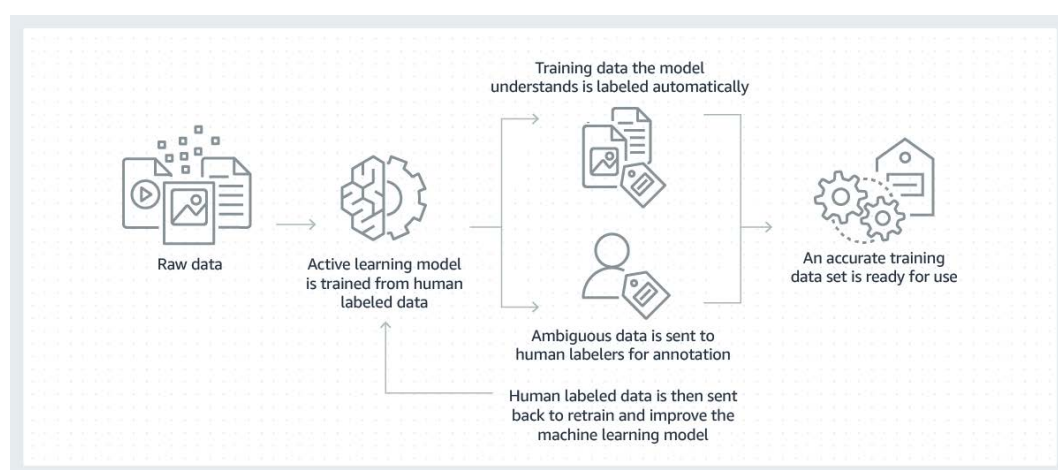 Training data the model
understands is labeled automatically
Raw data
Active learning model
is trained from human
labeled data
An accurate training
data set is ready for use
Ambiguous data is sent to
human labelers for annotation
Human labeled data is then sent
back to retrain and improve the
machine learning model